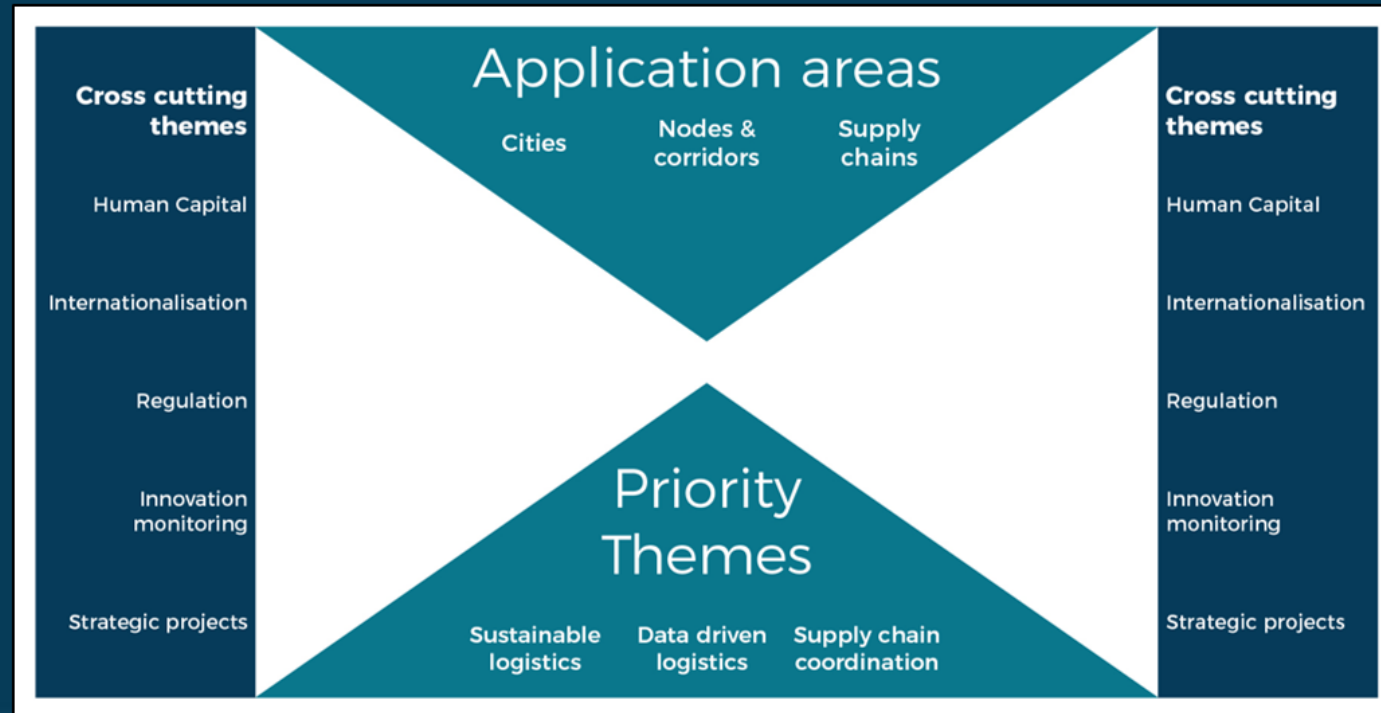 Cross cutting
themes
Human Capital
Internationalisation
Regulation
Innovation
monitoring
Strategic projects
Application areas
Cities
Nodes &
corridors
Supply
chains
Priority
Themes
Sustainable
logistics
Data driven
logistics
Supply chain
coordination
Cross cutting
themes
Human Capital
Internationalisation
Regulation
Innovation
monitoring
Strategic projects